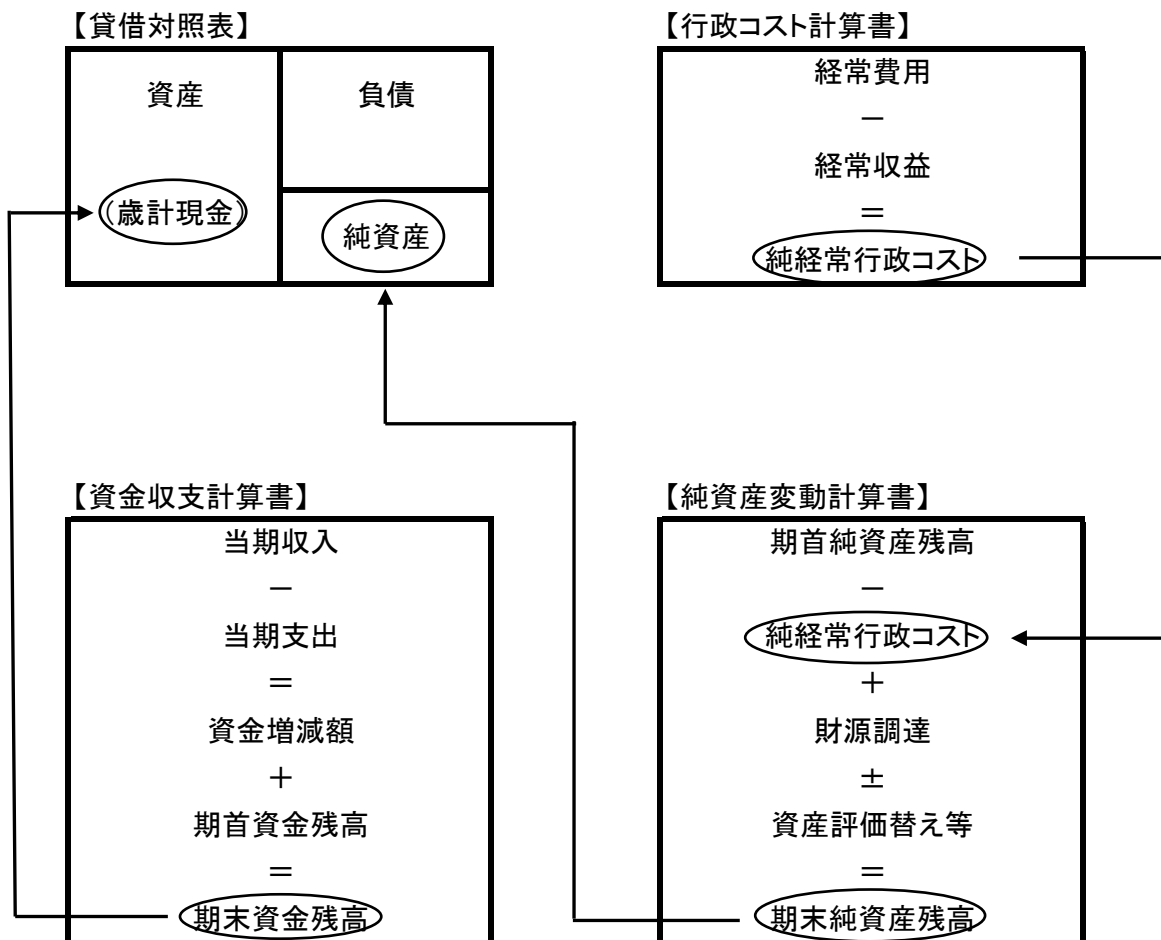 【貸借対照表】
資産
負債
(歳計現金)
純資産
【行政コスト計算書】
経常費用
－
経常収益
＝
純経常行政コスト
【資金収支計算書】
当期収入
－
当期支出
＝
資金増減額
＋
期首資金残高
＝
期末資金残高
【純資産変動計算書】
期首純資産残高
－
純経常行政コスト
＋
財源調達
±
資産評価替え等
＝
期末純資産残高